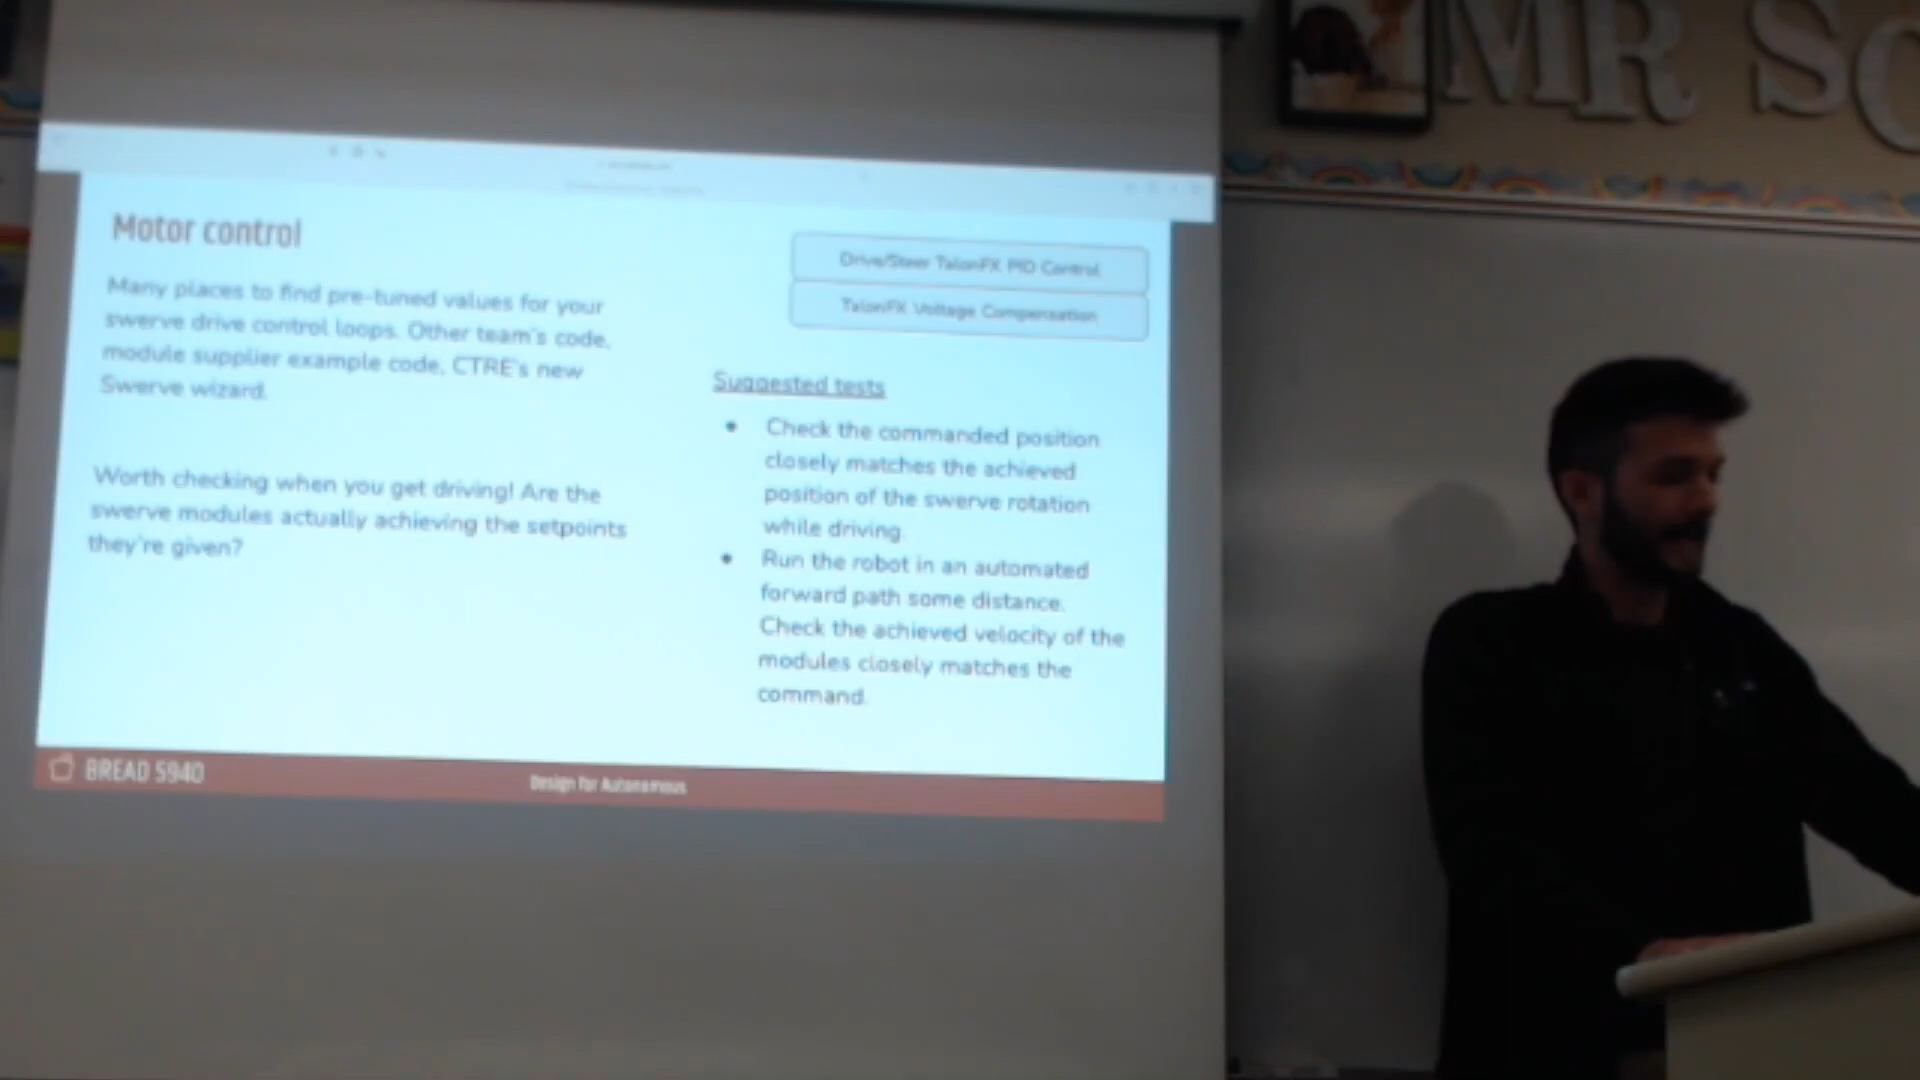 MR SC
Motor control
Many places to find pre-tuned values for your
swerve drive control loops. Other team's code,
module supplier example code, CTRE's new
Swerve wizard.
Worth checking when you get driving! Are the
swerve modules actually achieving the setpoints
they're given?
Drive/Steer TalonFX PID Control
TalonFX Voltage Compensation
Suggested tests
• Check the commanded position
closely matches the achieved
position of the swerve rotation
while driving.
• Run the robot in an automated
forward path some distance.
Check the achieved velocity of the
modules closely matches the
command.
BREAD 5940
Design for Autonomous